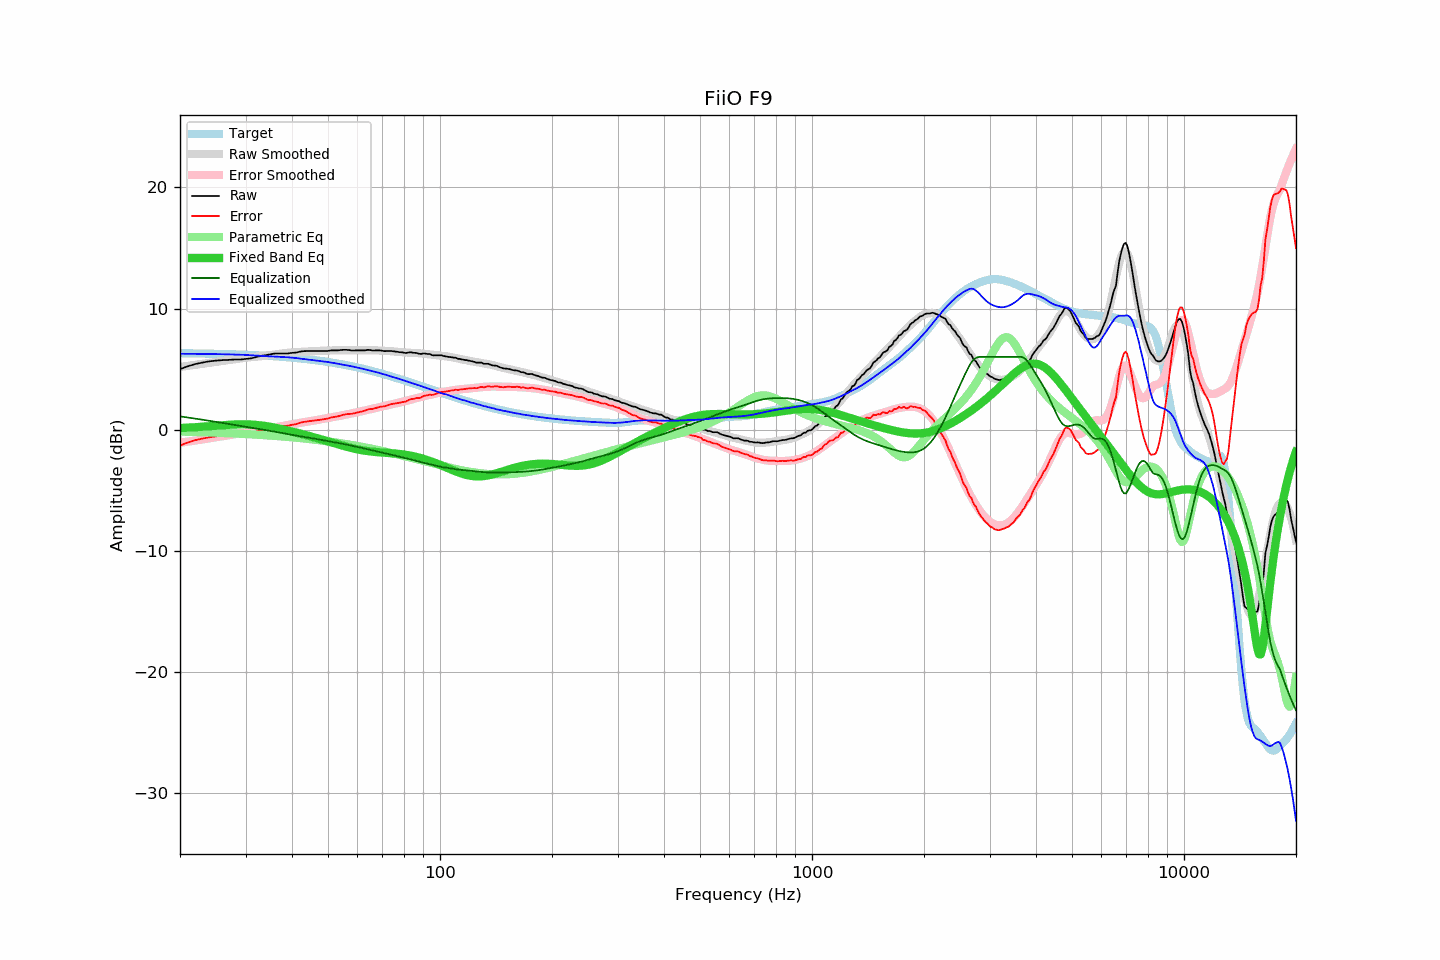 FiiO F9
Target
Raw Smoothed
Error Smoothed
Raw
Error
Parametric Eq
Fixed Band Eq
Equalization
Equalized smoothed
20
10
0
−10
−20
−30
Amplitude (dBr)
100
1000
10000
Frequency (Hz)